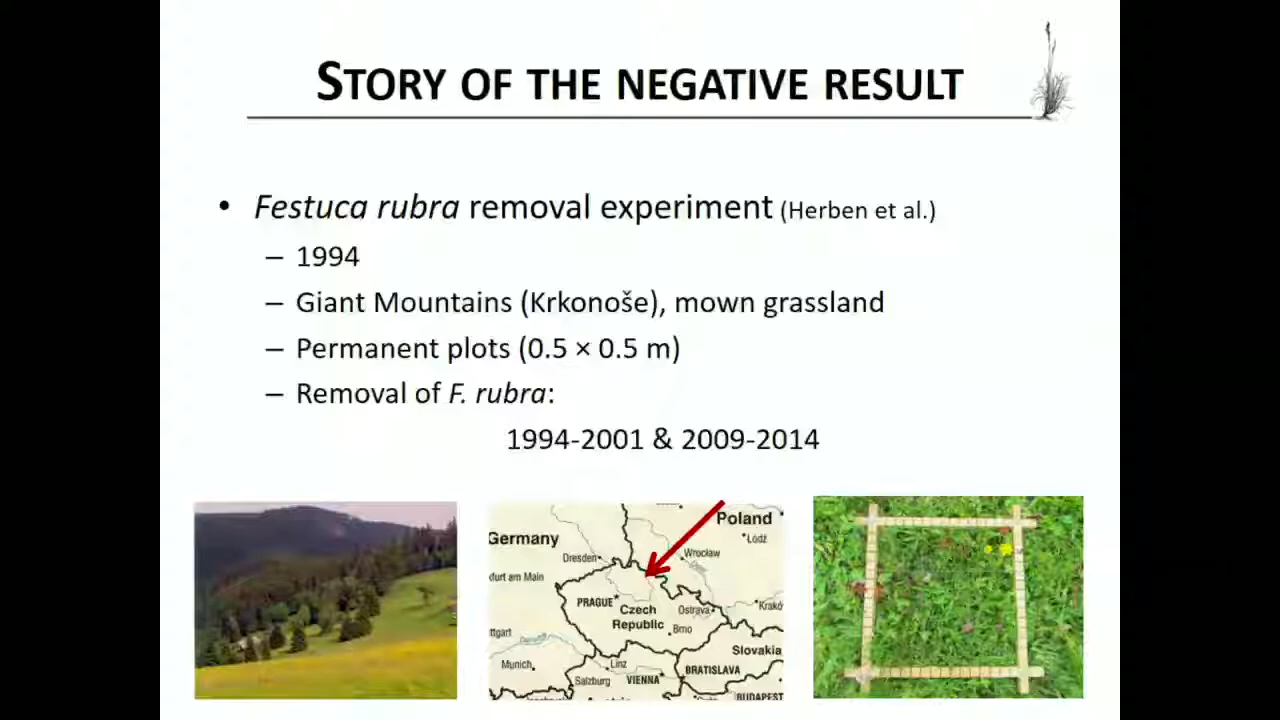 STORY OF THE NEGATIVE RESULT
• Festuca rubra removal experiment (Herben et al.)
– 1994
– Giant Mountains (Krkonoše), mown grassland
– Permanent plots (0.5 × 0.5 m)
– Removal of F. rubra:
1994-2001 & 2009-2014
Poland
Germany
Łódź
Dresden
Wrocław
furt am Main
PRAGUE
Czech
Republic
Ostrava
Krakó
ttgart
Brno
Slovakia
Munich
Linz
BRATISLAVA
Salzburg
VIENNA
BUDAPEST